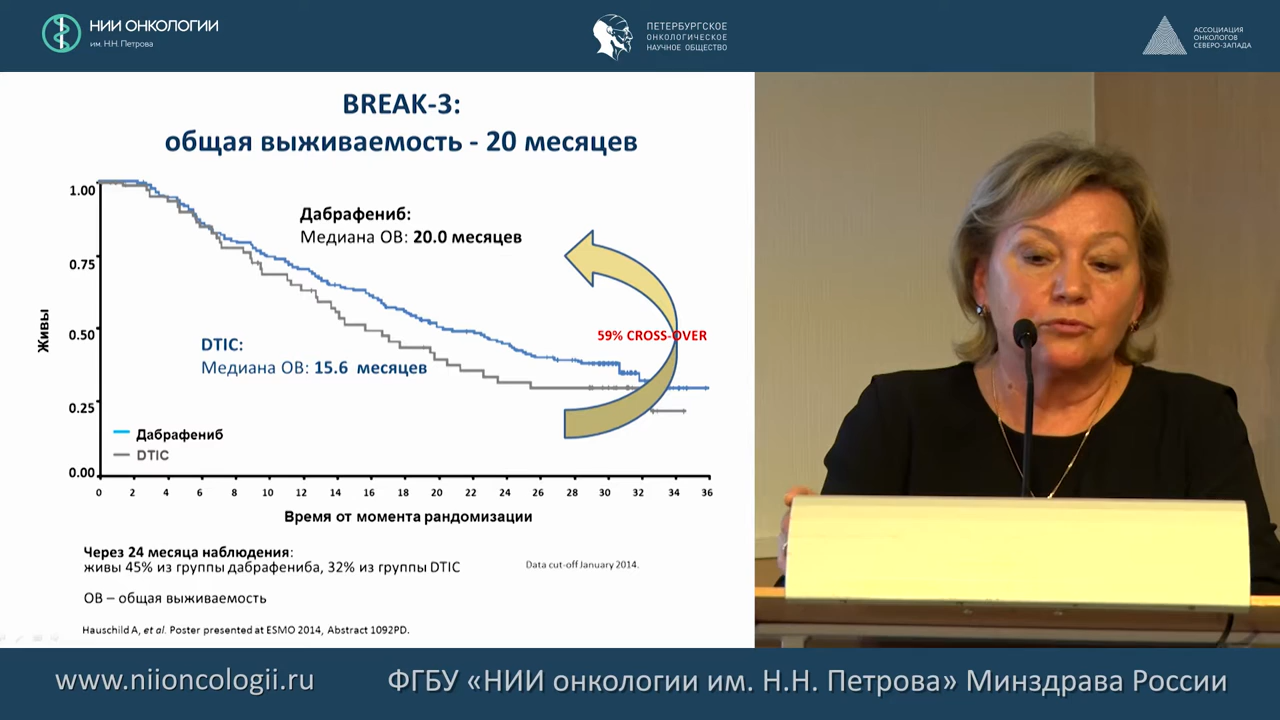 НИИ ОНКОЛОГИИ
им. Н.Н. Петрова
ПЕТЕРБУРГСКОЕ
ОНКОЛОГИЧЕСКОЕ
НАУЧНОЕ ОБЩЕСТВО
АССОЦИАЦИЯ
ОНКОЛОГОВ
СЕВЕРО-ЗАПАДА
BREAK-3:
общая выживаемость - 20 месяцев
Живы
1.00
0.75
0.50
0.25
0.00
Дабрафениб:
Медиана ОВ: 20.0 месяцев
59% CROSS-OVER
DTIC:
Медиана ОВ: 15.6 месяцев
Дабрафениб
DTIC
0 2 4 6 8 10 12 14 16 18 20 22 24 26 28 30 32 34 36
Время от момента рандомизации
Через 24 месяца наблюдения:
живы 45% из группы дабрафениба, 32% из группы DTIC
Data cut-off January 2014.
ОВ – общая выживаемость
Hauschild A, et al. Poster presented at ESMO 2014, Abstract 1092PD.
www.niioncologii.ru
ФГБУ «НИИ онкологии им. Н.Н. Петрова» Минздрава России